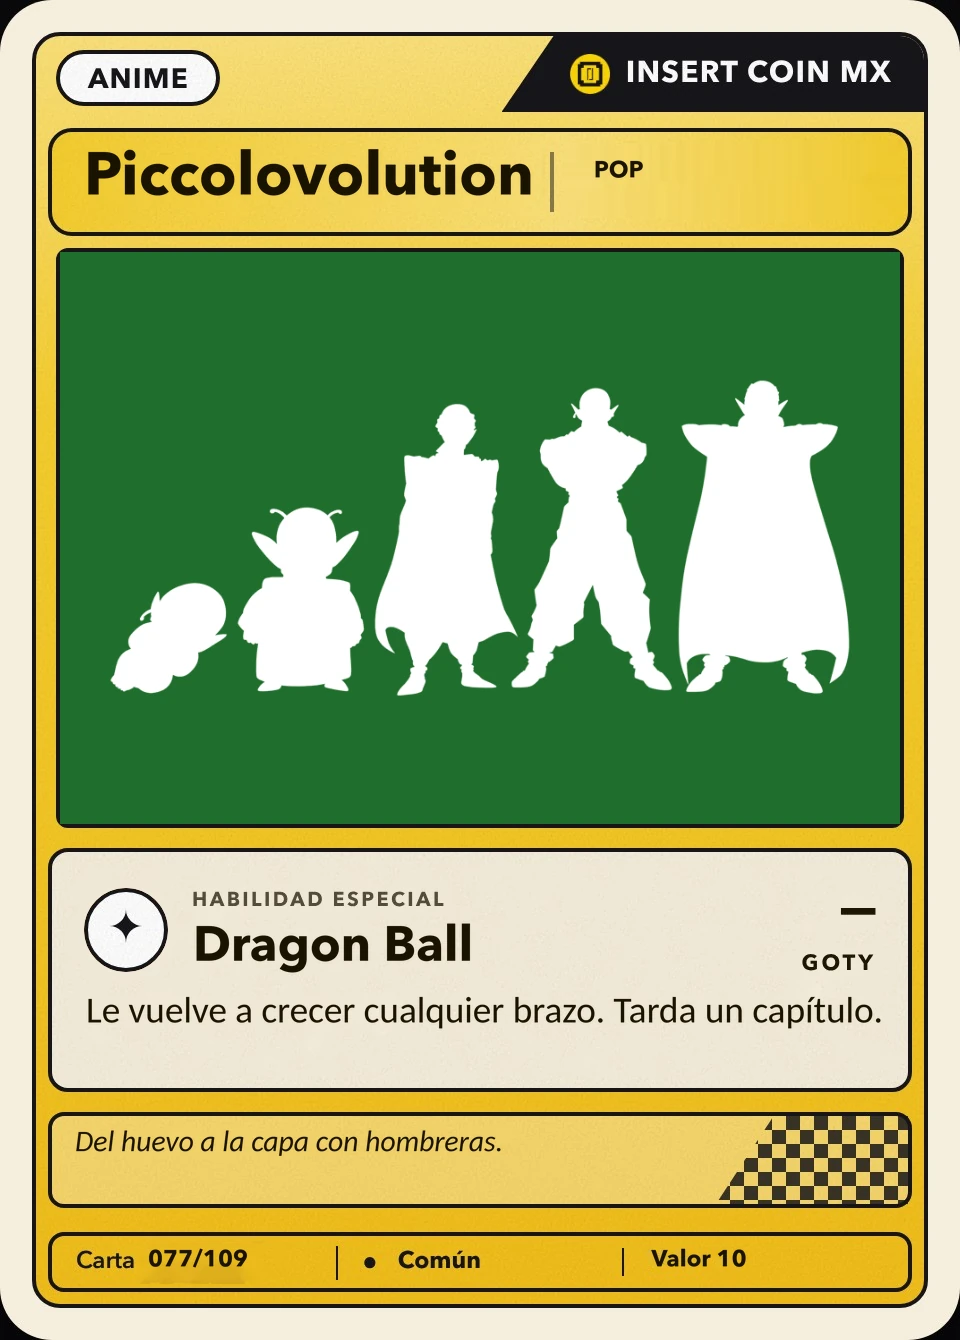 ANIME
INSERT COIN MX
Piccolovolution
POP
HABILIDAD ESPECIAL
Dragon Ball
—
GOTY
Le vuelve a crecer cualquier brazo. Tarda un capítulo.
Del huevo a la capa con hombreras.
Carta 077/109
● Común
Valor 10